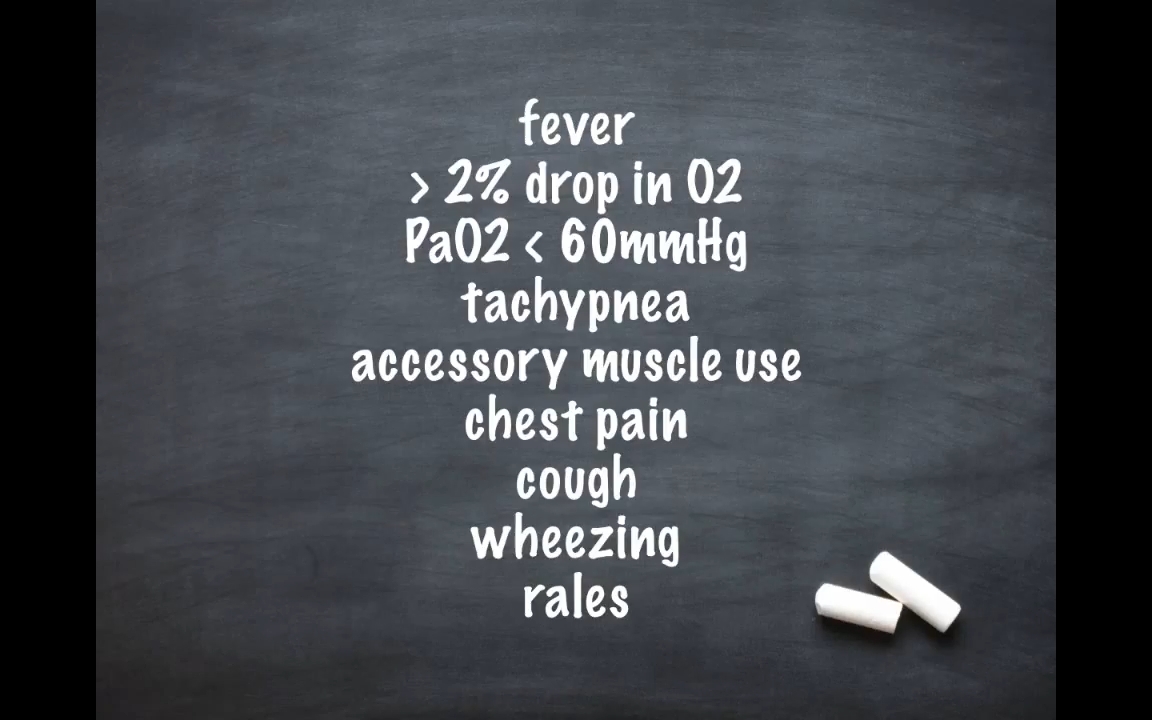 fever
> 2% drop in O2
PaO2 < 60mmHg
tachypnea
accessory muscle use
chest pain
cough
wheezing
rales